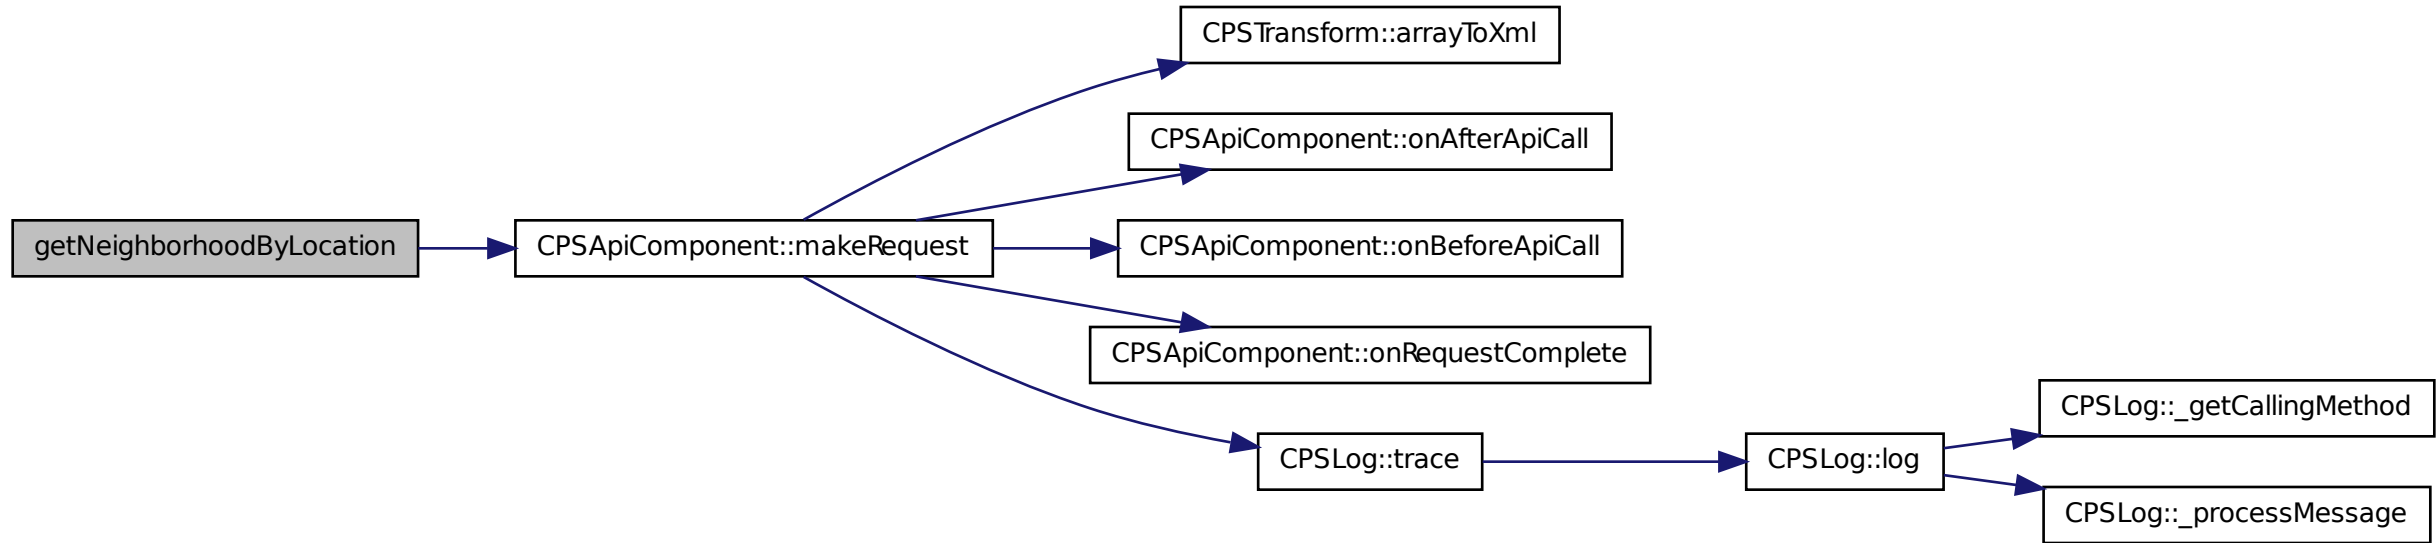 CPSTransform::arrayToXml
CPSApiComponent::onAfterApiCall
getNeighborhoodByLocation
CPSApiComponent::makeRequest
CPSApiComponent::onBeforeApiCall
CPSApiComponent::onRequestComplete
CPSLog::_getCallingMethod
CPSLog::trace
CPSLog::log
CPSLog::_processMessage